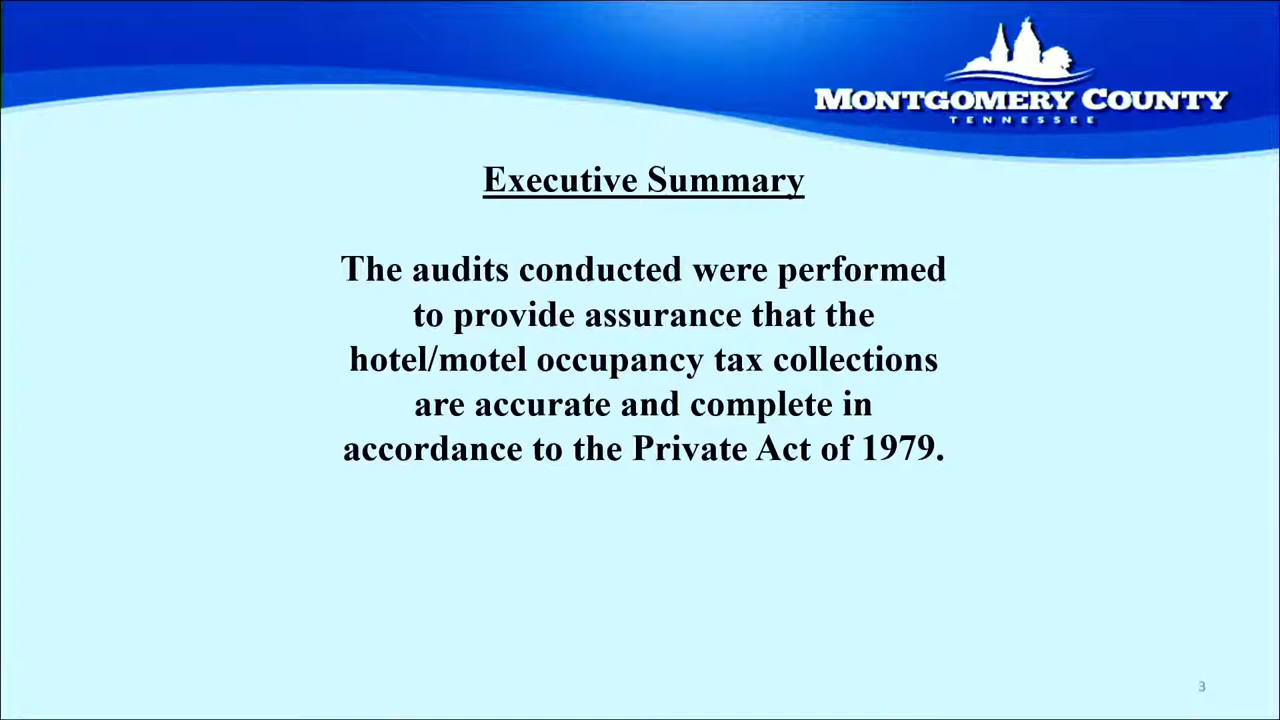 MONTGOMERY COUNTY
TENNESSEE
Executive Summary
The audits conducted were performed
to provide assurance that the
hotel/motel occupancy tax collections
are accurate and complete in
accordance to the Private Act of 1979.
3